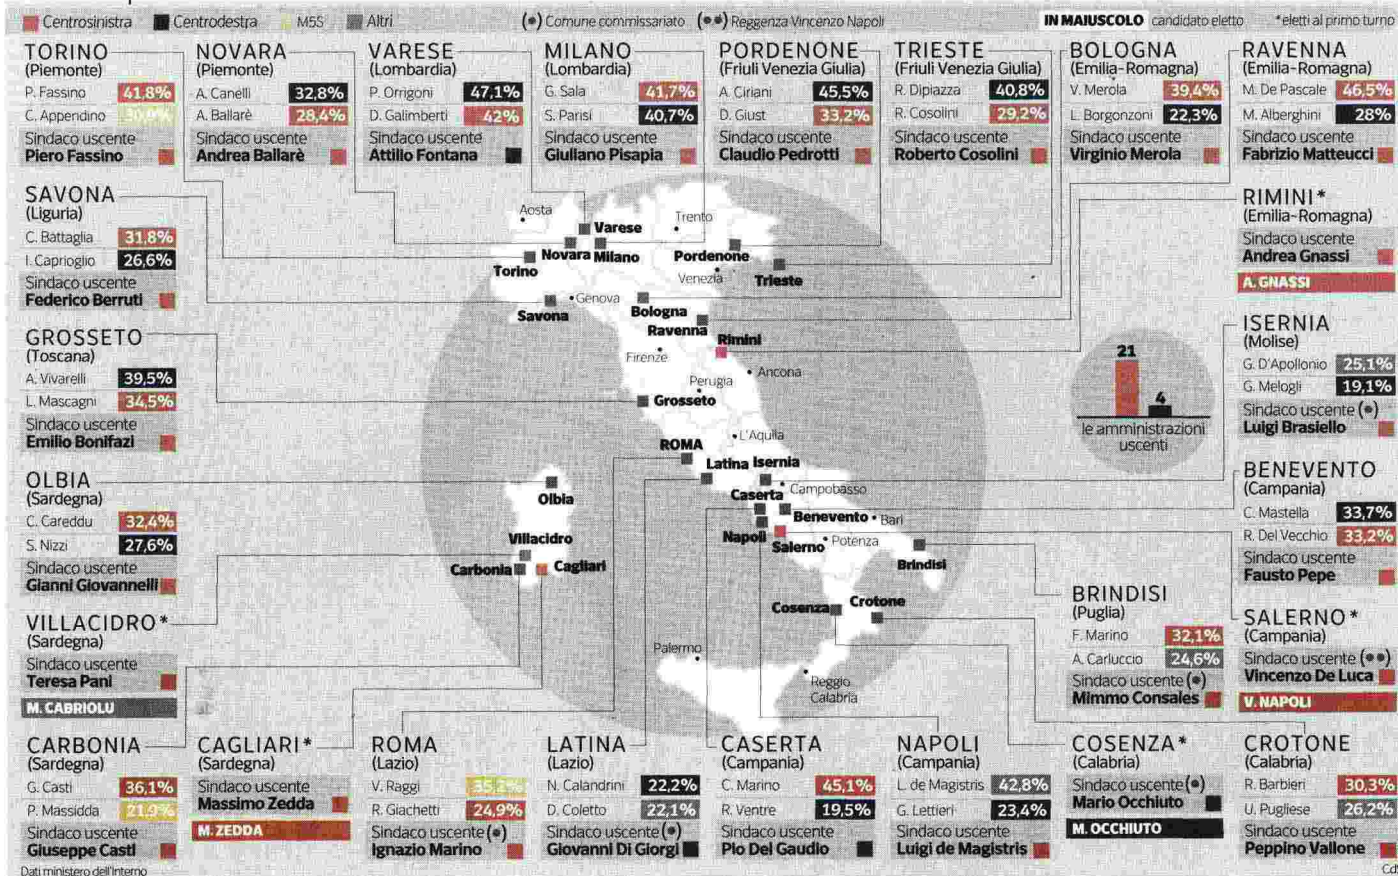 Centrosinistra Centrodestra M5S Altri (•) Comune commissariato (••) Reggenza Vincenzo Napoli IN MAIUSCOLO candidato eletto *eletti al primo turno
TORINO
(Piemonte)
P. Fassino 41,8%
C. Appendino 30,9%
Sindaco uscente
Piero Fassino
NOVARA
(Piemonte)
A. Canelli 32,8%
A. Ballarè 28,4%
Sindaco uscente
Andrea Ballarè
VARESE
(Lombardia)
P. Orrigoni 47,1%
D. Galimberti 42%
Sindaco uscente
Attilio Fontana
MILANO
(Lombardia)
G. Sala 41,7%
S. Parisi 40,7%
Sindaco uscente
Giuliano Pisapia
PORDENONE
(Friuli Venezia Giulia)
A. Ciriani 45,5%
D. Giust 33,2%
Sindaco uscente
Claudio Pedrotti
TRIESTE
(Friuli Venezia Giulia)
R. Dipiazza 40,8%
R. Cosolini 29,2%
Sindaco uscente
Roberto Cosolini
BOLOGNA
(Emilia-Romagna)
V. Merola 39,4%
L. Borgonzoni 22,3%
Sindaco uscente
Virginio Merola
RAVENNA
(Emilia-Romagna)
M. De Pascale 46,5%
M. Alberghini 28%
Sindaco uscente
Fabrizio Matteucci
SAVONA
(Liguria)
C. Battaglia 31,8%
I. Caprioglio 26,6%
Sindaco uscente
Federico Berruti
GROSSETO
(Toscana)
A. Vivarelli 39,5%
L. Mascagni 34,5%
Sindaco uscente
Emilio Bonifazi
OLBIA
(Sardegna)
C. Careddu 32,4%
S. Nizzi 27,6%
Sindaco uscente
Gianni Giovannelli
VILLACIDRO*
(Sardegna)
Sindaco uscente
Teresa Pani
M. CABRIOLU
Aosta
Trento
Varese
Novara Milano
Pordenone
Torino
Venezia
Trieste
Genova
Savona
Bologna
Ravenna
Rimini
Firenze
Ancona
Perugia
Grosseto
L'Aquila
ROMA
Latina Isernia
Campobasso
Caserta
Olbia
Benevento
Bari
Napoli
Salerno
Potenza
Villacidro
Brindisi
Carbonia Cagliari
Cosenza Crotone
Palermo
Reggio
Calabria
21
4
le amministrazioni
uscenti
RIMINI*
(Emilia-Romagna)
Sindaco uscente
Andrea Gnassi
A. GNASSI
ISERNIA
(Molise)
G. D'Apollonio 25,1%
G. Melogli 19,1%
Sindaco uscente (•)
Luigi Brasiello
BENEVENTO
(Campania)
C. Mastella 33,7%
R. Del Vecchio 33,2%
Sindaco uscente
Fausto Pepe
BRINDISI
(Puglia)
F. Marino 32,1%
A. Carluccio 24,6%
Sindaco uscente (•)
Mimmo Consales
SALERNO*
(Campania)
Sindaco uscente (••)
Vincenzo De Luca
V. NAPOLI
CARBONIA
(Sardegna)
G. Casti 36,1%
P. Massidda 21,9%
Sindaco uscente
Giuseppe Casti
CAGLIARI*
(Sardegna)
Sindaco uscente
Massimo Zedda
M. ZEDDA
ROMA
(Lazio)
V. Raggi
R. Giachetti 24,9%
Sindaco uscente (•)
Ignazio Marino
LATINA
(Lazio)
N. Calandrini 22,2%
D. Coletto 22,1%
Sindaco uscente (•)
Giovanni Di Giorgi
CASERTA
(Campania)
C. Marino 45,1%
R. Ventre 19,5%
Sindaco uscente
Pio Del Gaudio
NAPOLI
(Campania)
L. de Magistris 42,8%
G. Lettieri 23,4%
Sindaco uscente
Luigi de Magistris
COSENZA*
(Calabria)
Sindaco uscente (•)
Mario Occhiuto
M. OCCHIUTO
CROTONE
(Calabria)
R. Barbieri 30,3%
U. Pugliese 26,2%
Sindaco uscente
Peppino Vallone
Dati ministero dell'Interno